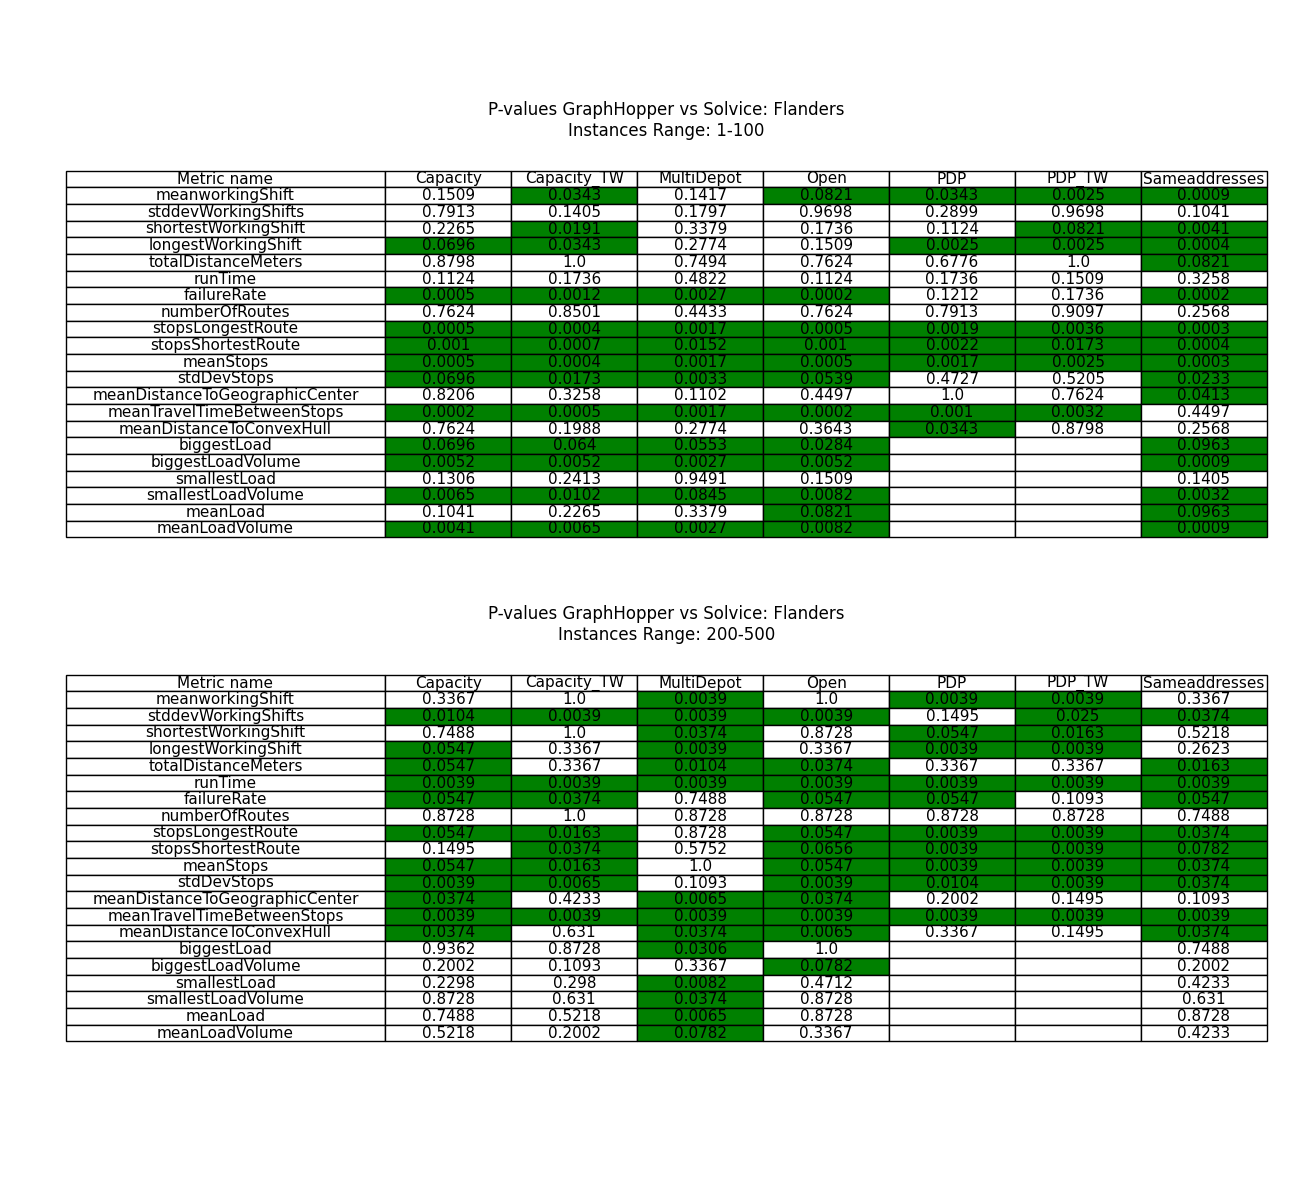 P-values GraphHopper vs Solvice: Flanders
Instances Range: 1-100
Metric name Capacity Capacity_TW MultiDepot Open PDP PDP_TW Sameaddresses
meanworkingShift 0.1509 0.0343 0.1417 0.0821 0.0343 0.0025 0.0009
stddevWorkingShifts 0.7913 0.1405 0.1797 0.9698 0.2899 0.9698 0.1041
shortestWorkingShift 0.2265 0.0191 0.3379 0.1736 0.1124 0.0821 0.0041
longestWorkingShift 0.0696 0.0343 0.2774 0.1509 0.0025 0.0025 0.0004
totalDistanceMeters 0.8798 1.0 0.7494 0.7624 0.6776 1.0 0.0821
runTime 0.1124 0.1736 0.4822 0.1124 0.1736 0.1509 0.3258
failureRate 0.0005 0.0012 0.0027 0.0002 0.1212 0.1736 0.0002
numberOfRoutes 0.7624 0.8501 0.4433 0.7624 0.7913 0.9097 0.2568
stopsLongestRoute 0.0005 0.0004 0.0017 0.0005 0.0019 0.0036 0.0003
stopsShortestRoute 0.001 0.0007 0.0152 0.001 0.0022 0.0173 0.0004
meanStops 0.0005 0.0004 0.0017 0.0005 0.0017 0.0025 0.0003
stdDevStops 0.0696 0.0173 0.0033 0.0539 0.4727 0.5205 0.0233
meanDistanceToGeographicCenter 0.8206 0.3258 0.1102 0.4497 1.0 0.7624 0.0413
meanTravelTimeBetweenStops 0.0002 0.0005 0.0017 0.0002 0.001 0.0032 0.4497
meanDistanceToConvexHull 0.7624 0.1988 0.2774 0.3643 0.0343 0.8798 0.2568
biggestLoad 0.0696 0.064 0.0553 0.0284 0.0963
biggestLoadVolume 0.0052 0.0052 0.0027 0.0052 0.0009
smallestLoad 0.1306 0.2413 0.9491 0.1509 0.1405
smallestLoadVolume 0.0065 0.0102 0.0845 0.0082 0.0032
meanLoad 0.1041 0.2265 0.3379 0.0821 0.0963
meanLoadVolume 0.0041 0.0065 0.0027 0.0082 0.0009
P-values GraphHopper vs Solvice: Flanders
Instances Range: 200-500
Metric name Capacity Capacity_TW MultiDepot Open PDP PDP_TW Sameaddresses
meanworkingShift 0.3367 1.0 0.0039 1.0 0.0039 0.0039 0.3367
stddevWorkingShifts 0.0104 0.0039 0.0039 0.0039 0.1495 0.025 0.0374
shortestWorkingShift 0.7488 1.0 0.0374 0.8728 0.0547 0.0163 0.5218
longestWorkingShift 0.0547 0.3367 0.0039 0.3367 0.0039 0.0039 0.2623
totalDistanceMeters 0.0547 0.3367 0.0104 0.0374 0.3367 0.3367 0.0163
runTime 0.0039 0.0039 0.0039 0.0039 0.0039 0.0039 0.0039
failureRate 0.0547 0.0374 0.7488 0.0547 0.0547 0.1093 0.0547
numberOfRoutes 0.8728 1.0 0.8728 0.8728 0.8728 0.8728 0.7488
stopsLongestRoute 0.0547 0.0163 0.8728 0.0547 0.0039 0.0039 0.0374
stopsShortestRoute 0.1495 0.0374 0.5752 0.0656 0.0039 0.0039 0.0782
meanStops 0.0547 0.0163 1.0 0.0547 0.0039 0.0039 0.0374
stdDevStops 0.0039 0.0065 0.1093 0.0039 0.0104 0.0039 0.0374
meanDistanceToGeographicCenter 0.0374 0.4233 0.0065 0.0374 0.2002 0.1495 0.1093
meanTravelTimeBetweenStops 0.0039 0.0039 0.0039 0.0039 0.0039 0.0039 0.0039
meanDistanceToConvexHull 0.0374 0.631 0.0374 0.0065 0.3367 0.1495 0.0374
biggestLoad 0.9362 0.8728 0.0306 1.0 0.7488
biggestLoadVolume 0.2002 0.1093 0.3367 0.0782 0.2002
smallestLoad 0.2298 0.298 0.0082 0.4712 0.4233
smallestLoadVolume 0.8728 0.631 0.0374 0.8728 0.631
meanLoad 0.7488 0.5218 0.0065 0.8728 0.8728
meanLoadVolume 0.5218 0.2002 0.0782 0.3367 0.4233